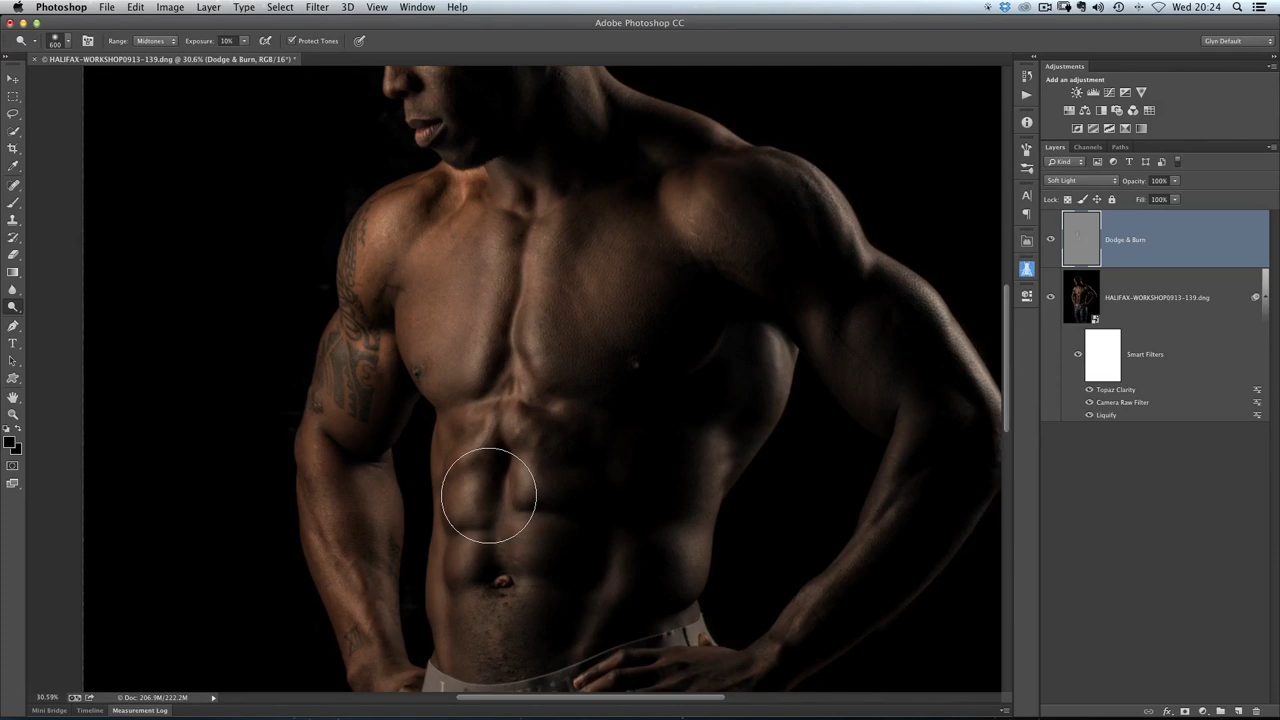 Photoshop File Edit Image Layer Type Select Filter 3D View Window Help Wed 20:24
Adobe Photoshop CC
600 Range: Midtones Exposure: 10% Protect Tones Glyn Default
× © HALIFAX-WORKSHOP0913-139.dng @ 30.6% (Dodge & Burn, RGB/16*) *
Adjustments
Add an adjustment
Layers Channels Paths
Kind
Soft Light Opacity: 100%
Lock: Fill: 100%
Dodge & Burn
HALIFAX-WORKSHOP0913-139.dng
Smart Filters
Topaz Clarity
Camera Raw Filter
Liquify
30.59% Doc: 206.9M/222.2M
Mini Bridge Timeline Measurement Log